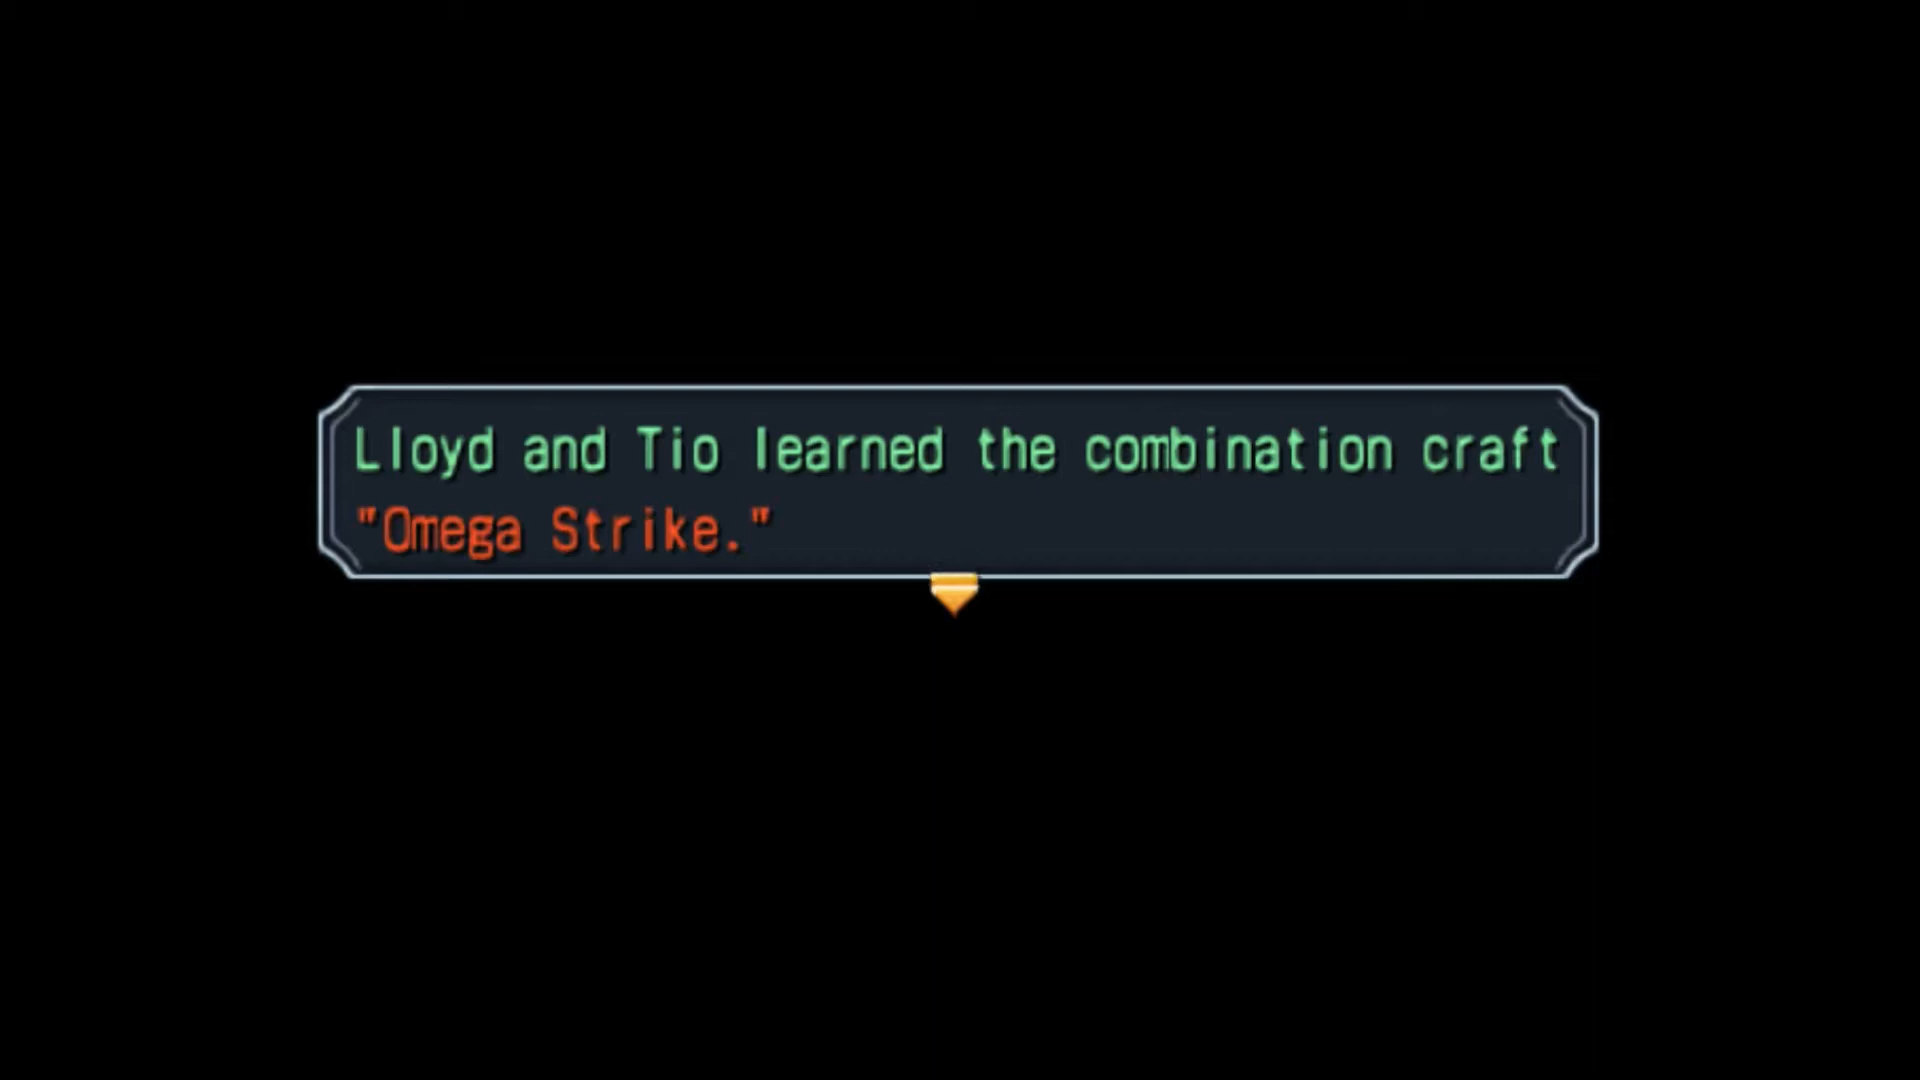 Lloyd and Tio learned the combination craft
"Omega Strike."